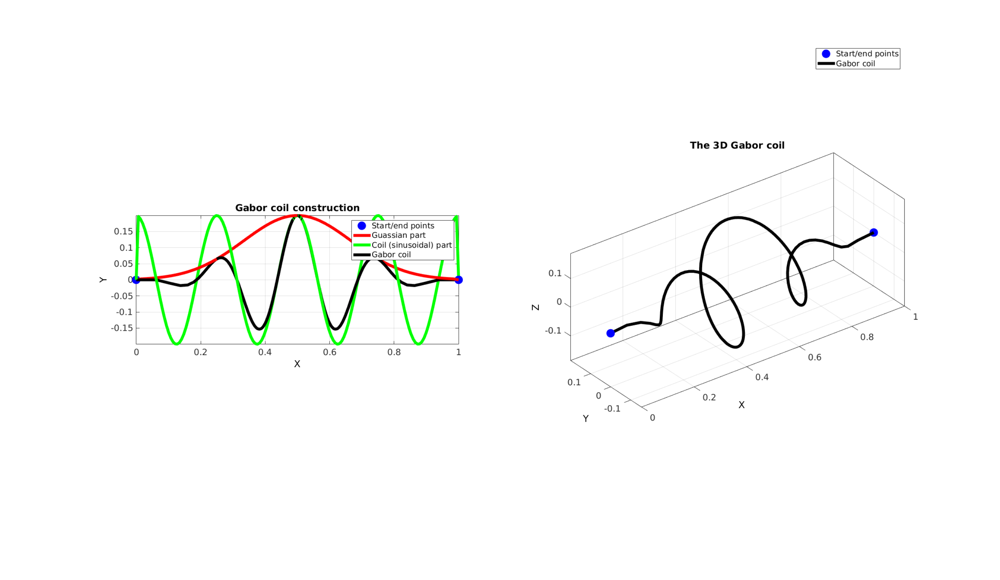 Gabor coil construction
Start/end points
Guassian part
Coil (sinusoidal) part
Gabor coil
0.15
0.1
0.05
0
-0.05
-0.1
-0.15
Y
0
0.2
0.4
0.6
0.8
1
X
Start/end points
Gabor coil
The 3D Gabor coil
0.1
0
-0.1
Z
0.1
0
-0.1
Y
0
0.2
0.4
0.6
0.8
1
X